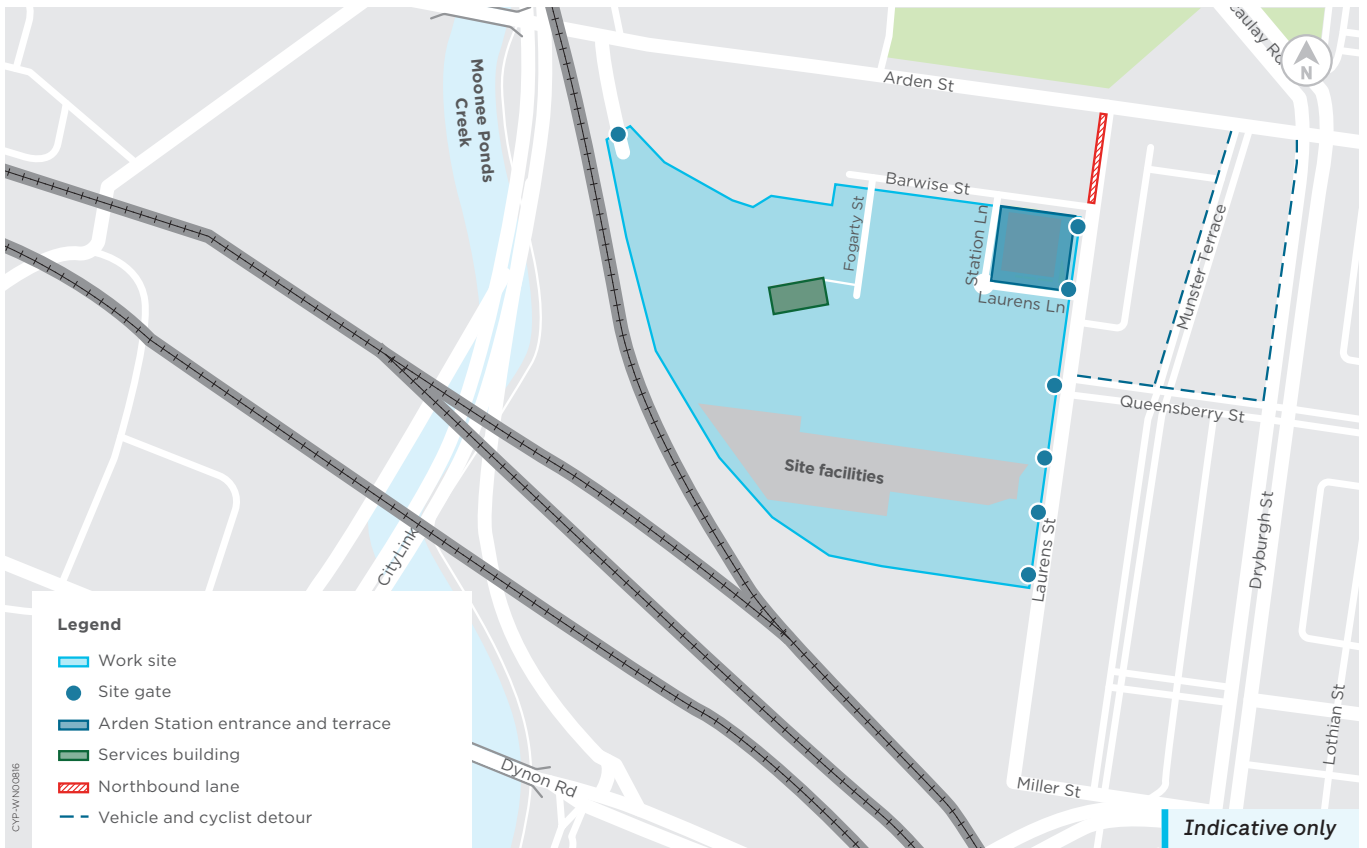 caulay Rd
N
Arden St
Moonee Ponds
Creek
Barwise St
Fogarty St
Station Ln
Laurens Ln
Munster Terrace
Queensberry St
Site facilities
Laurens St
Dryburgh St
CityLink
Lothian St
Dynon Rd
Miller St
Legend
Work site
Site gate
Arden Station entrance and terrace
Services building
Northbound lane
Vehicle and cyclist detour
CYP-WN00816
Indicative only